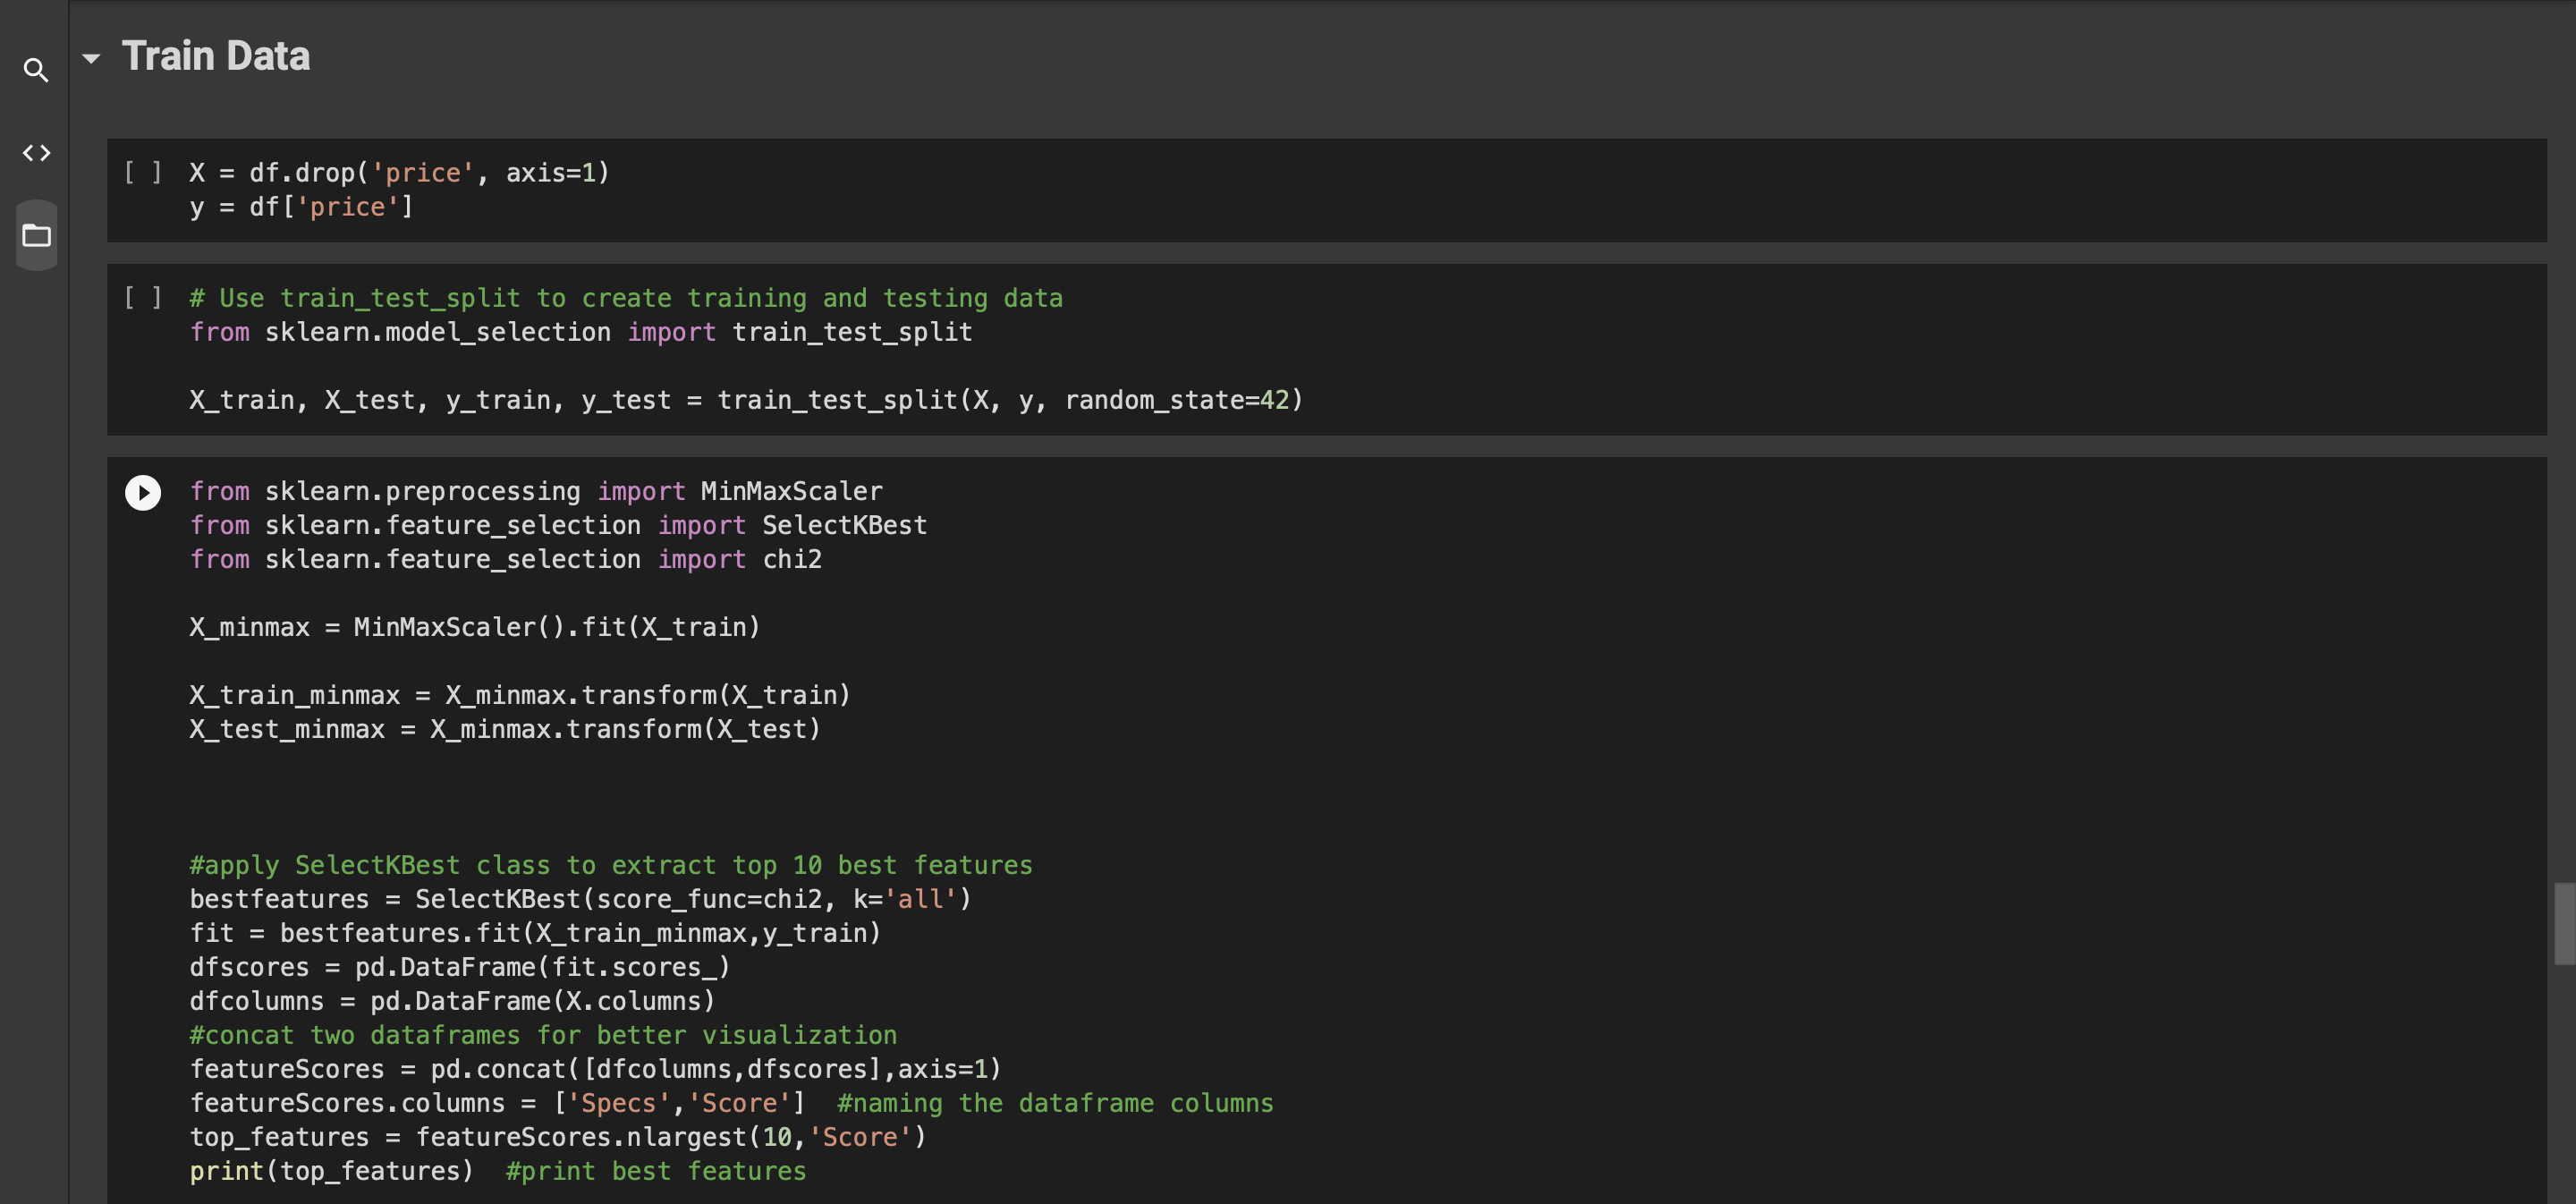 Train Data
[ ] X = df.drop('price', axis=1)
y = df['price']
[ ] # Use train_test_split to create training and testing data
from sklearn.model_selection import train_test_split
X_train, X_test, y_train, y_test = train_test_split(X, y, random_state=42)
from sklearn.preprocessing import MinMaxScaler
from sklearn.feature_selection import SelectKBest
from sklearn.feature_selection import chi2
X_minmax = MinMaxScaler().fit(X_train)
X_train_minmax = X_minmax.transform(X_train)
X_test_minmax = X_minmax.transform(X_test)
#apply SelectKBest class to extract top 10 best features
bestfeatures = SelectKBest(score_func=chi2, k='all')
fit = bestfeatures.fit(X_train_minmax,y_train)
dfscores = pd.DataFrame(fit.scores_)
dfcolumns = pd.DataFrame(X.columns)
#concat two dataframes for better visualization
featureScores = pd.concat([dfcolumns,dfscores],axis=1)
featureScores.columns = ['Specs','Score']  #naming the dataframe columns
top_features = featureScores.nlargest(10,'Score')
print(top_features)  #print best features